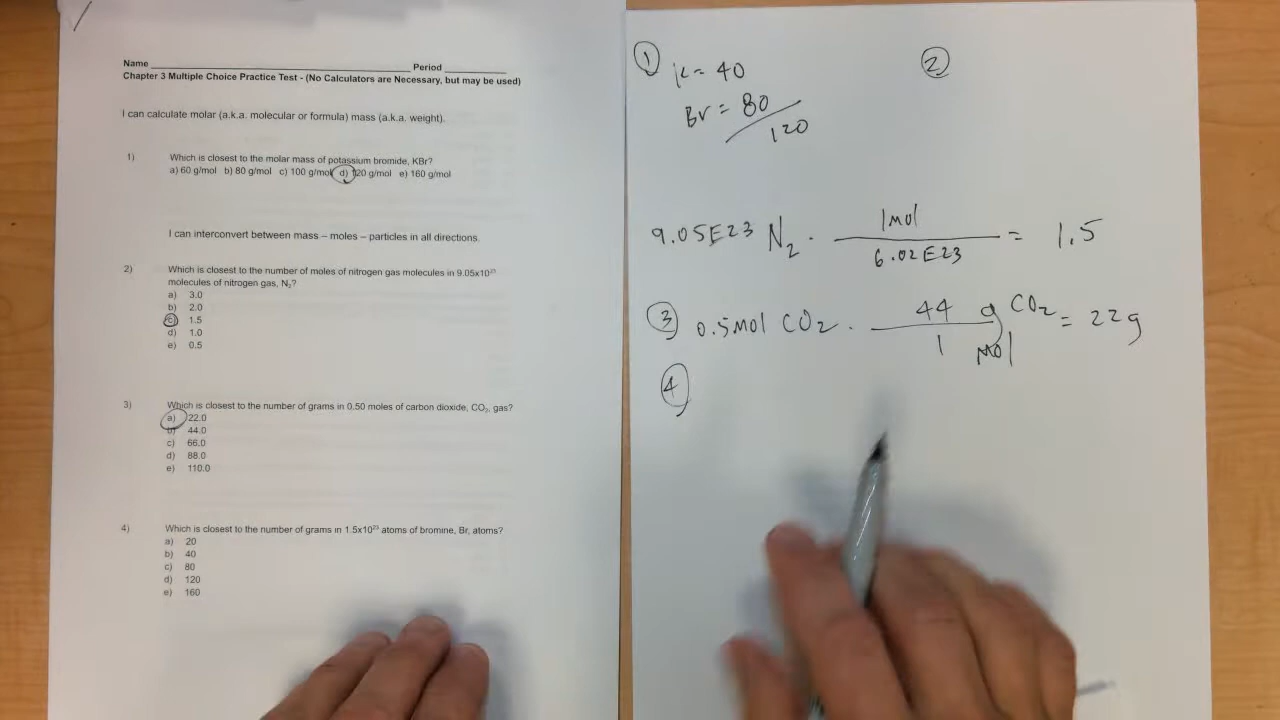 Name ____ Period ____
Chapter 3 Multiple Choice Practice Test - (No Calculators are Necessary, but may be used)
I can calculate molar (a.k.a. molecular or formula) mass (a.k.a. weight).
1) Which is closest to the molar mass of potassium bromide, KBr?
a) 60 g/mol b) 80 g/mol c) 100 g/mol d) 120 g/mol e) 160 g/mol
I can interconvert between mass – moles – particles in all directions.
2) Which is closest to the number of moles of nitrogen gas molecules in 9.05x10²³
molecules of nitrogen gas, N₂?
a) 3.0
b) 2.0
c) 1.5
d) 1.0
e) 0.5
3) Which is closest to the number of grams in 0.50 moles of carbon dioxide, CO₂, gas?
a) 22.0
b) 44.0
c) 66.0
d) 88.0
e) 110.0
4) Which is closest to the number of grams in 1.5x10²³ atoms of bromine, Br, atoms?
a) 20
b) 40
c) 80
d) 120
e) 160
① K = 40
Br = 80
120
②
9.05E23 N₂ · 1mol / 6.02E23 = 1.5
③ 0.5mol CO₂ · 44 g CO₂ / 1 mol = 22g
④